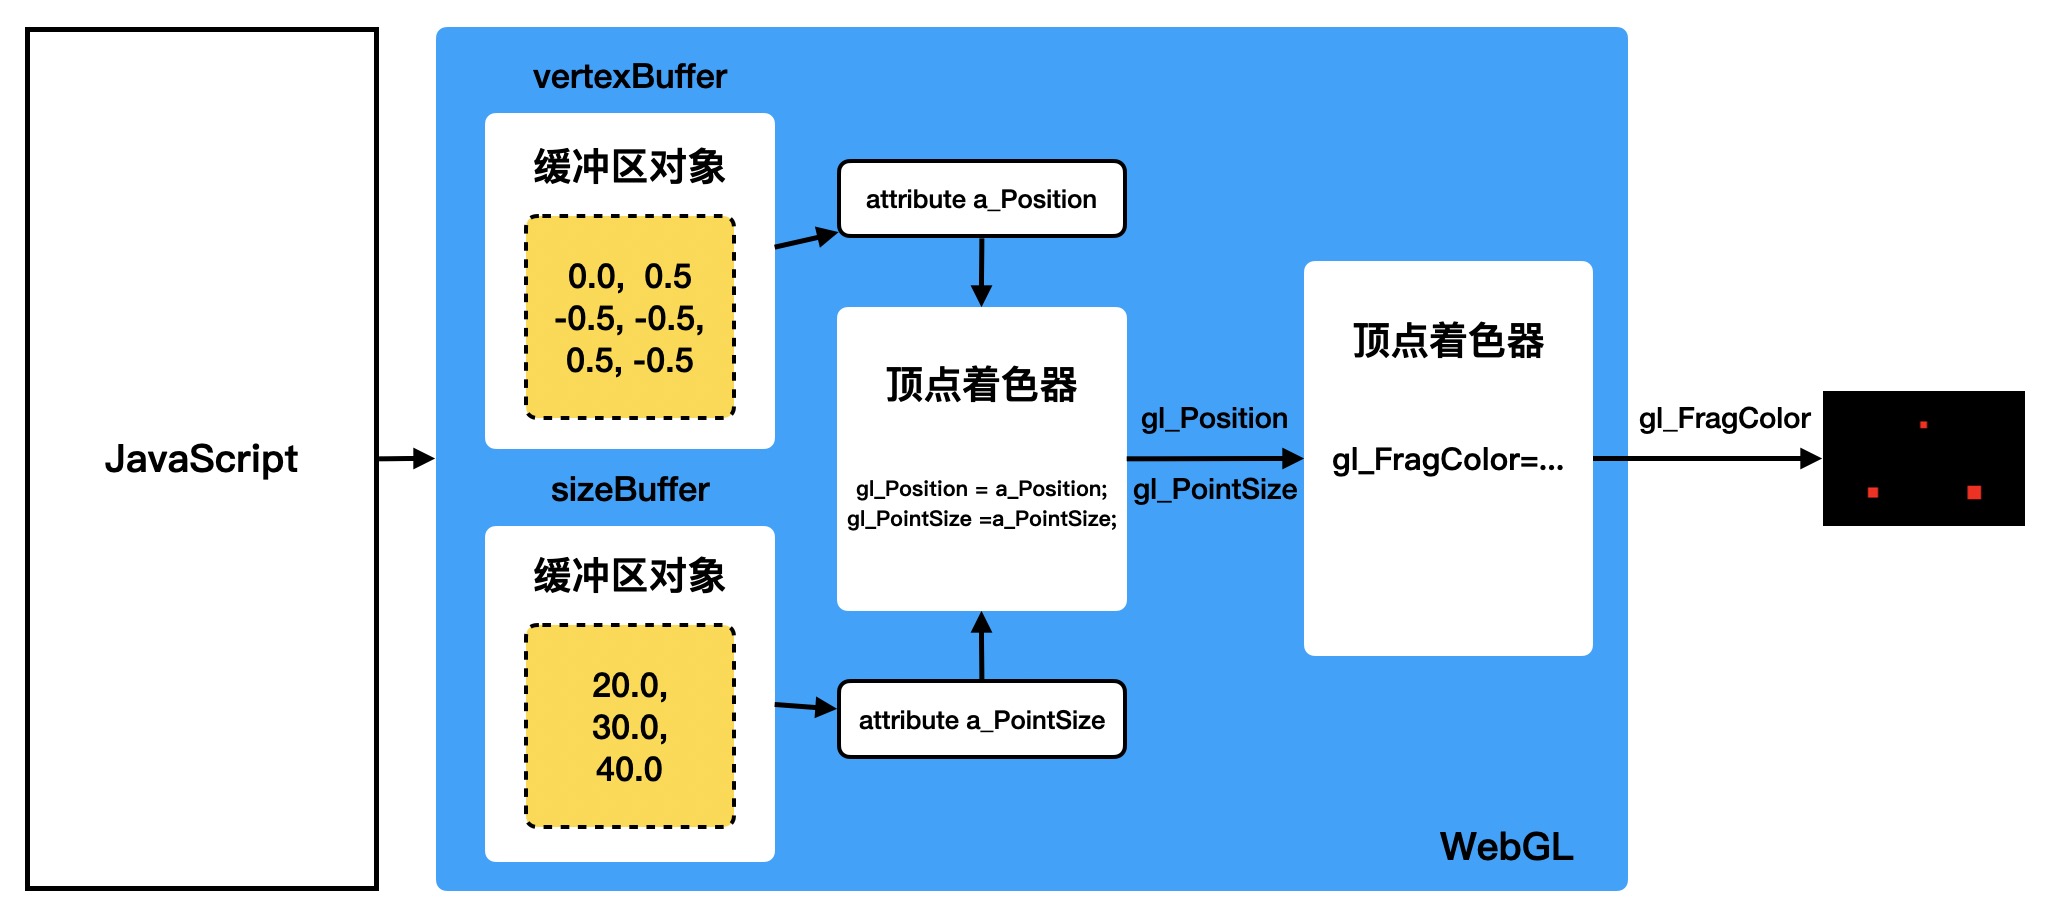 JavaScript
vertexBuffer
缓冲区对象
0.0, 0.5
-0.5, -0.5,
0.5, -0.5
sizeBuffer
缓冲区对象
20.0,
30.0,
40.0
attribute a_Position
顶点着色器
gl_Position = a_Position;
gl_PointSize =a_PointSize;
attribute a_PointSize
gl_Position
gl_PointSize
顶点着色器
gl_FragColor=...
WebGL
gl_FragColor